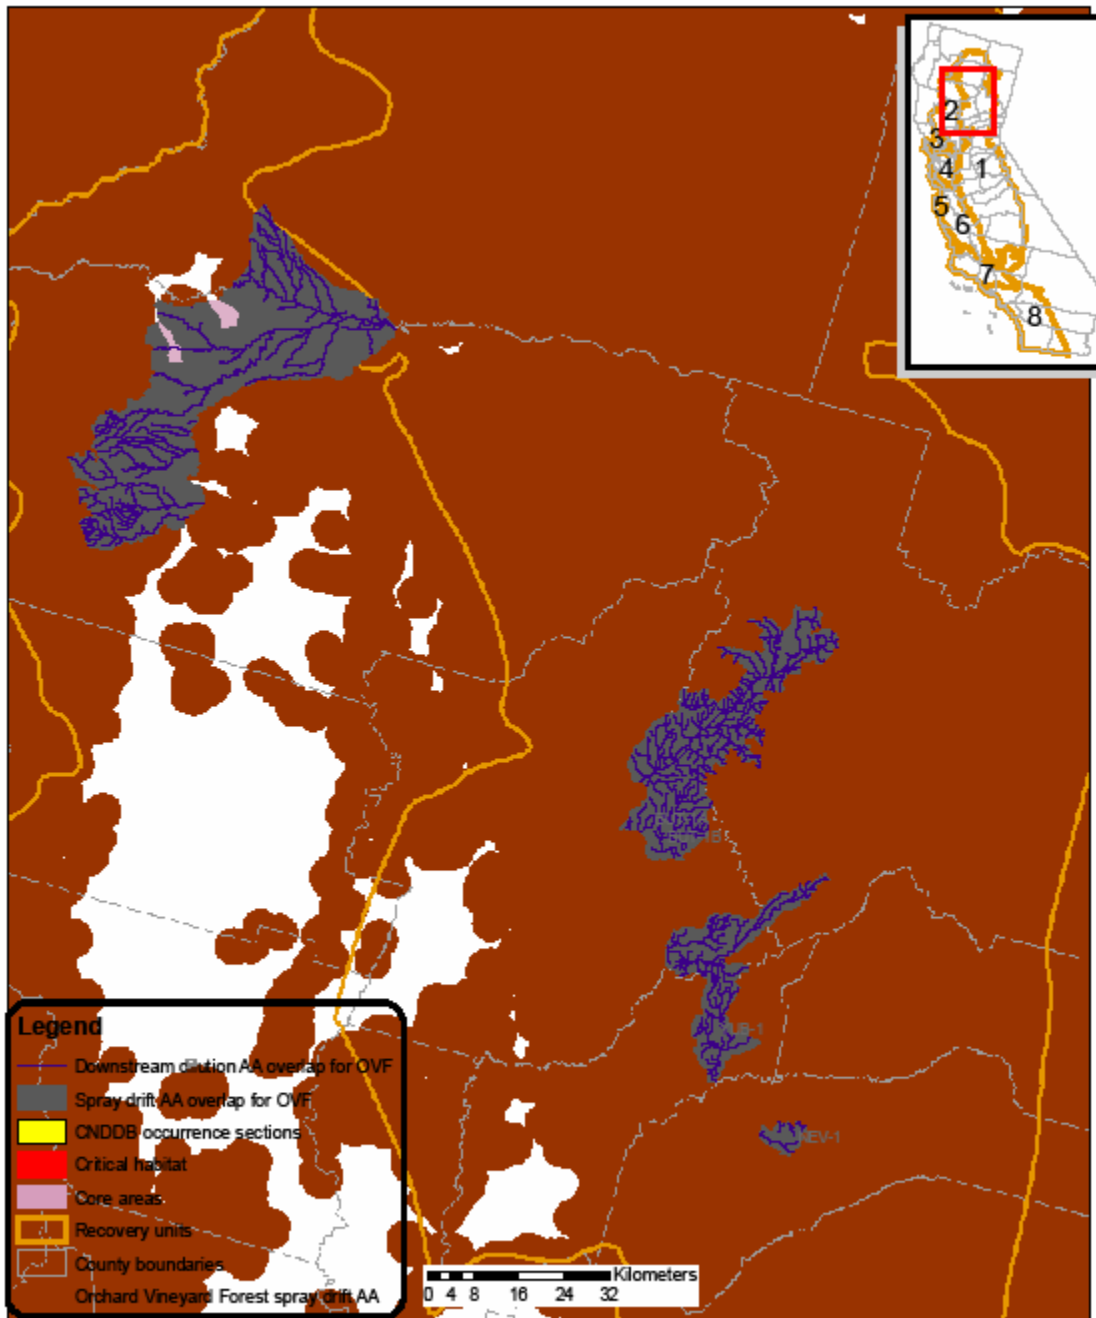 2
3
4
1
5
6
7
8
Legend
Downstream dilution AA overlap for OVF
Spray drift AA overlap for OVF
CNDDB occurrence sections
Critical habitat
Core areas
Recovery units
County boundaries
Orchard Vineyard Forest spray drift AA
Kilometers
0 4 8 16 24 32